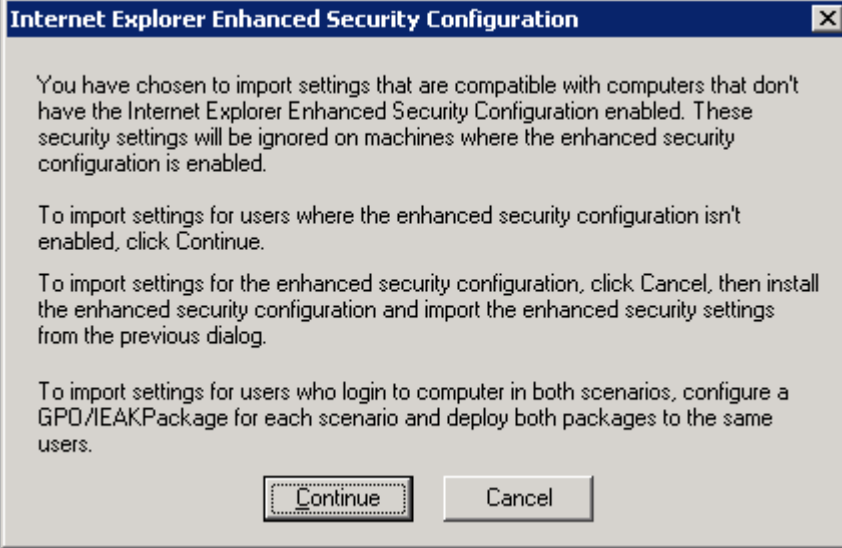 Internet Explorer Enhanced Security Configuration
You have chosen to import settings that are compatible with computers that don't
have the Internet Explorer Enhanced Security Configuration enabled. These
security settings will be ignored on machines where the enhanced security
configuration is enabled.
To import settings for users where the enhanced security configuration isn't
enabled, click Continue.
To import settings for the enhanced security configuration, click Cancel, then install
the enhanced security configuration and import the enhanced security settings
from the previous dialog.
To import settings for users who login to computer in both scenarios, configure a
GPO/IEAKPackage for each scenario and deploy both packages to the same
users.
Continue
Cancel